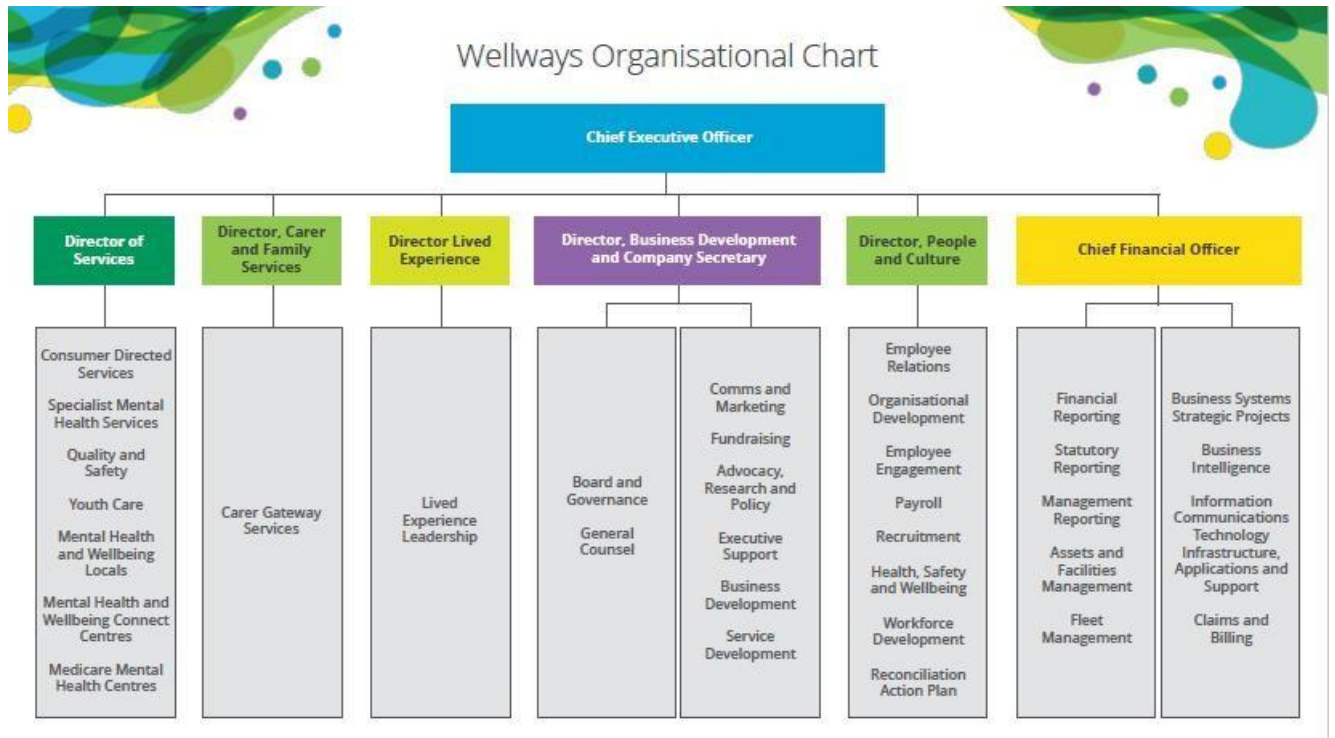 Wellways Organisational Chart
Chief Executive Officer
Director of
Services
Director, Carer
and Family
Services
Director Lived
Experience
Director, Business Development
and Company Secretary
Director, People
and Culture
Chief Financial Officer
Consumer Directed
Services
Specialist Mental
Health Services
Quality and
Safety
Youth Care
Mental Health
and Wellbeing
Locals
Mental Health and
Wellbeing Connect
Centres
Medicare Mental
Health Centres
Carer Gateway
Services
Lived
Experience
Leadership
Board and
Governance
General
Counsel
Comms and
Marketing
Fundraising
Advocacy,
Research and
Policy
Executive
Support
Business
Development
Service
Development
Employee
Relations
Organisational
Development
Employee
Engagement
Payroll
Recruitment
Health, Safety
and Wellbeing
Workforce
Development
Reconciliation
Action Plan
Financial
Reporting
Statutory
Reporting
Management
Reporting
Assets and
Facilities
Management
Fleet
Management
Business Systems
Strategic Projects
Business
Intelligence
Information
Communications
Technology
Infrastructure,
Applications and
Support
Claims and
Billing